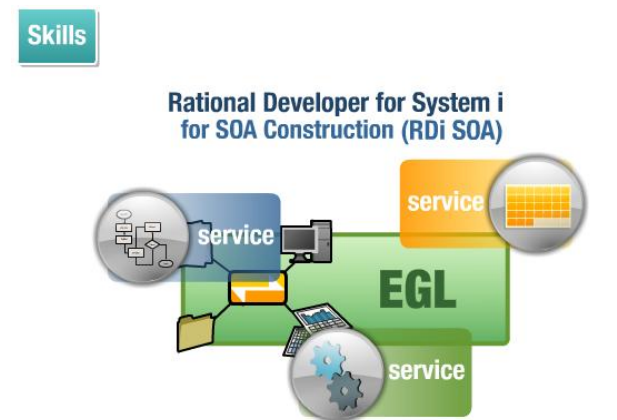 Skills
Rational Developer for System i
for SOA Construction (RDi SOA)
service
service
EGL
service